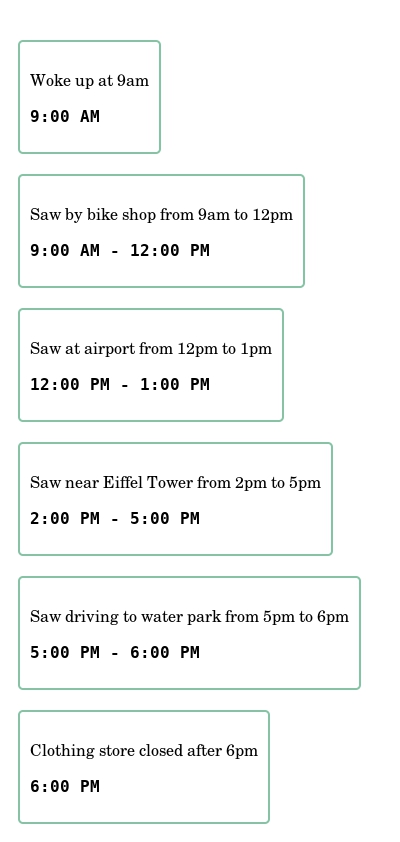 Woke up at 9am
9:00 AM
Saw by bike shop from 9am to 12pm
9:00 AM - 12:00 PM
Saw at airport from 12pm to 1pm
12:00 PM - 1:00 PM
Saw near Eiffel Tower from 2pm to 5pm
2:00 PM - 5:00 PM
Saw driving to water park from 5pm to 6pm
5:00 PM - 6:00 PM
Clothing store closed after 6pm
6:00 PM